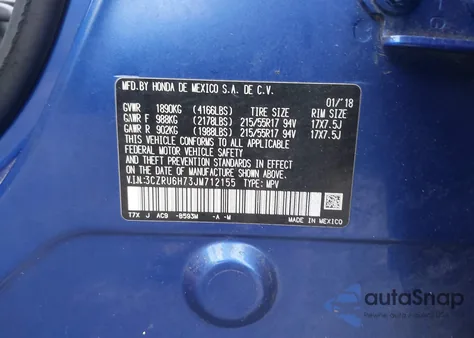 MFD.BY HONDA DE MEXICO S.A. DE C.V.
01/'18
GVWR 1890KG (4166LBS) TIRE SIZE RIM SIZE
GAWR F 988KG (2178LBS) 215/55R17 94V 17X7.5J
GAWR R 902KG (1988LBS) 215/55R17 94V 17X7.5J
THIS VEHICLE CONFORMS TO ALL APPLICABLE
FEDERAL MOTOR VEHICLE SAFETY AND THEFT
PREVENTION STANDARDS IN EFFECT ON THE DATE OF
MANUFACTURE SHOWN ABOVE.
V.I.N.:3CZRU6H73JM712155 TYPE: MPV
T7X J AC9 -B593M -A -M
MADE IN MEXICO
autoSnap